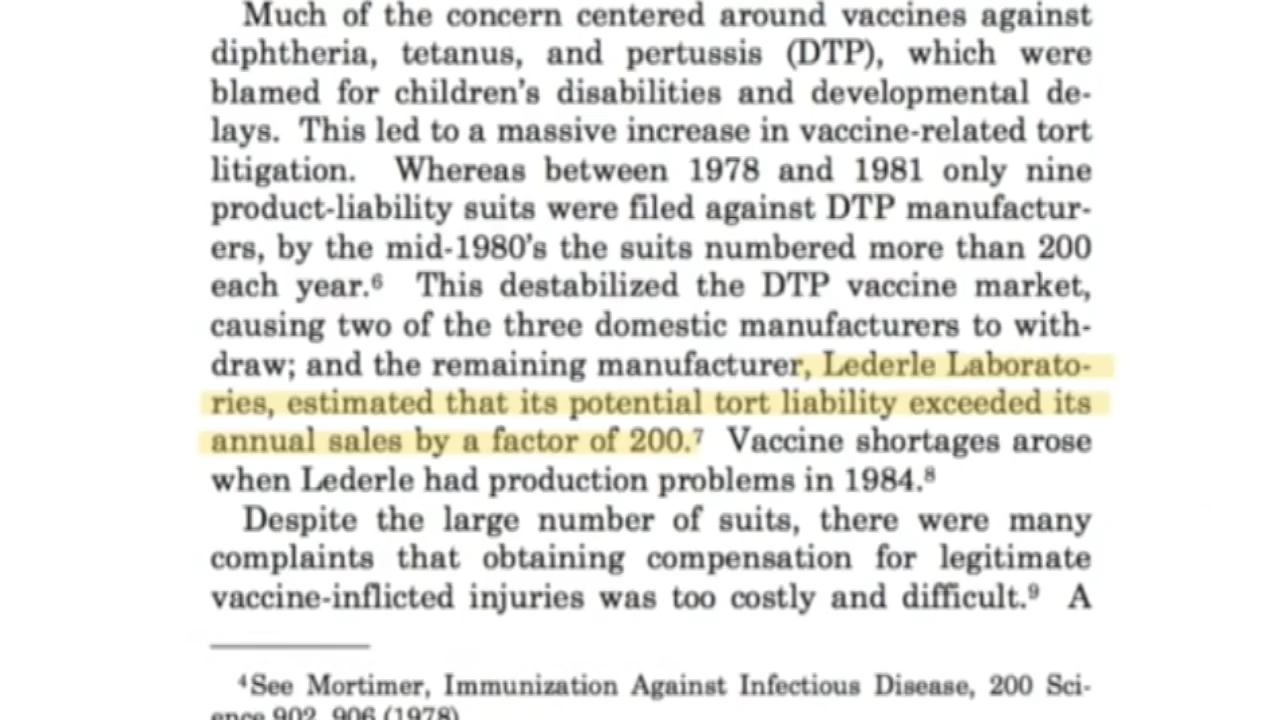 Much of the concern centered around vaccines against
diphtheria, tetanus, and pertussis (DTP), which were
blamed for children's disabilities and developmental de-
lays. This led to a massive increase in vaccine-related tort
litigation. Whereas between 1978 and 1981 only nine
product-liability suits were filed against DTP manufactur-
ers, by the mid-1980's the suits numbered more than 200
each year.⁶ This destabilized the DTP vaccine market,
causing two of the three domestic manufacturers to with-
draw; and the remaining manufacturer, Lederle Laborato-
ries, estimated that its potential tort liability exceeded its
annual sales by a factor of 200.⁷ Vaccine shortages arose
when Lederle had production problems in 1984.⁸
Despite the large number of suits, there were many
complaints that obtaining compensation for legitimate
vaccine-inflicted injuries was too costly and difficult.⁹ A
⁴See Mortimer, Immunization Against Infectious Disease, 200 Sci-
ence 902, 906 (1978)